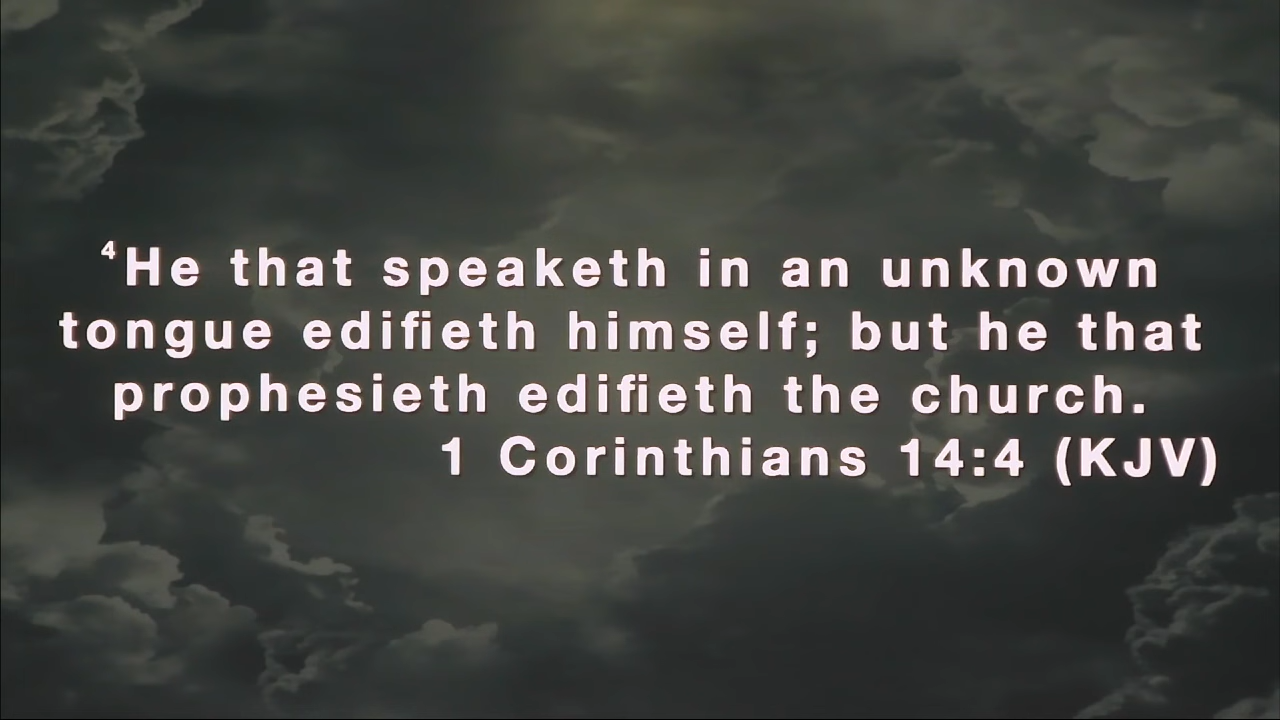 ⁴He that speaketh in an unknown
tongue edifieth himself; but he that
prophesieth edifieth the church.
1 Corinthians 14:4 (KJV)